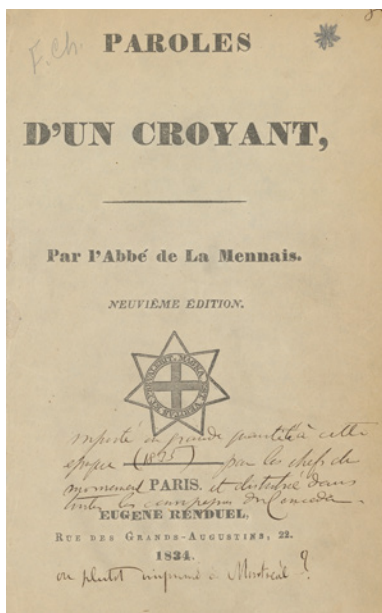 F. Ch.
PAROLES
D'UN CROYANT,
Par l'Abbé de La Mennais.
NEUVIÈME ÉDITION.
importé en grande quantité à cette
époque (1835) par les chefs du
mouvement et distribué dans
PARIS.
toutes les campagnes du Canada
EUGÈNE RENDUEL,
RUE DES GRANDS-AUGUSTINS, 22.
1834.
ou plutôt imprimé à Montréal ?